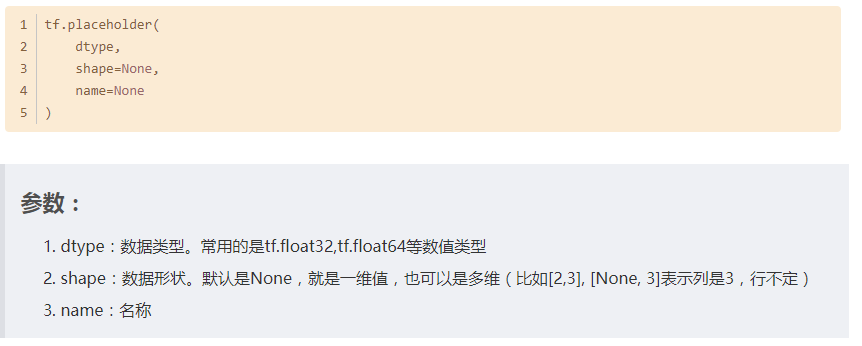 1 tf.placeholder(
2     dtype,
3     shape=None,
4     name=None
5 )
参数：
1. dtype：数据类型。常用的是tf.float32,tf.float64等数值类型
2. shape：数据形状。默认是None，就是一维值，也可以是多维（比如[2,3], [None, 3]表示列是3，行不定）
3. name：名称